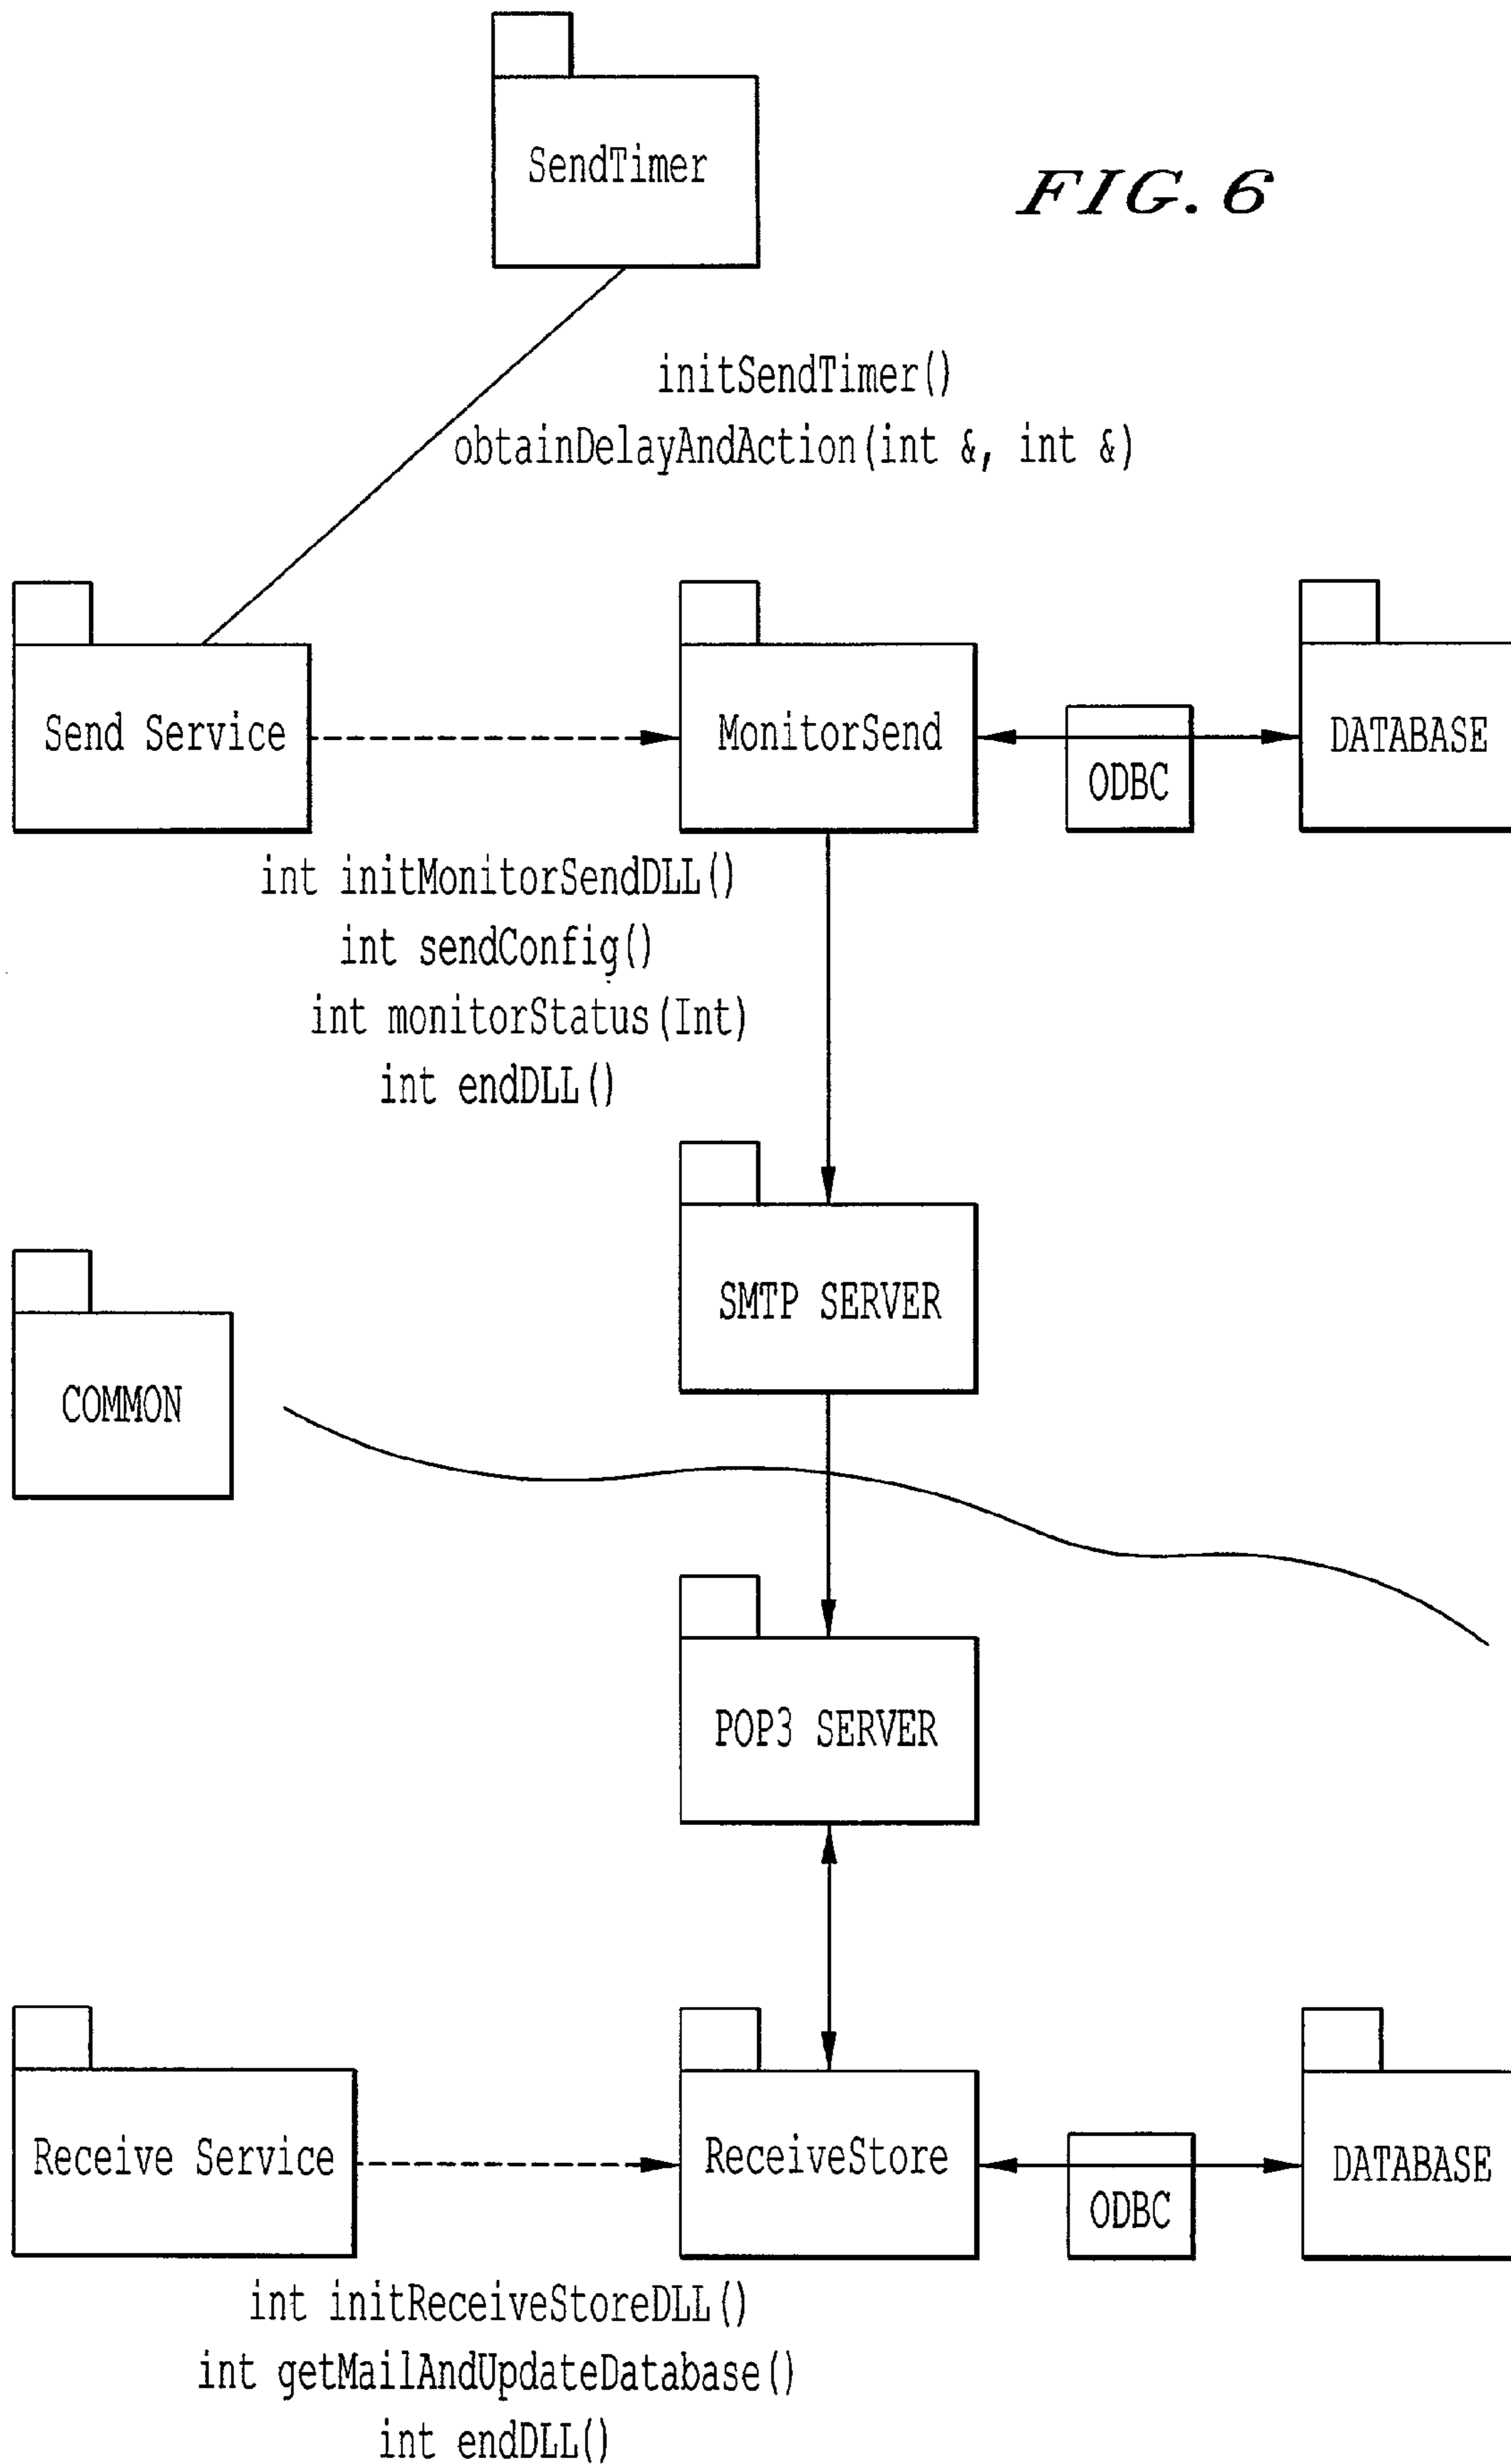 SendTimer
FIG. 6
initSendTimer()
obtainDelayAndAction(int &, int &)
Send Service
MonitorSend
ODBC
DATABASE
int initMonitorSendDLL()
int sendConfig()
int monitorStatus(Int)
int endDLL()
SMTP SERVER
COMMON
POP3 SERVER
Receive Service
ReceiveStore
ODBC
DATABASE
int initReceiveStoreDLL()
int getMailAndUpdateDatabase()
int endDLL()